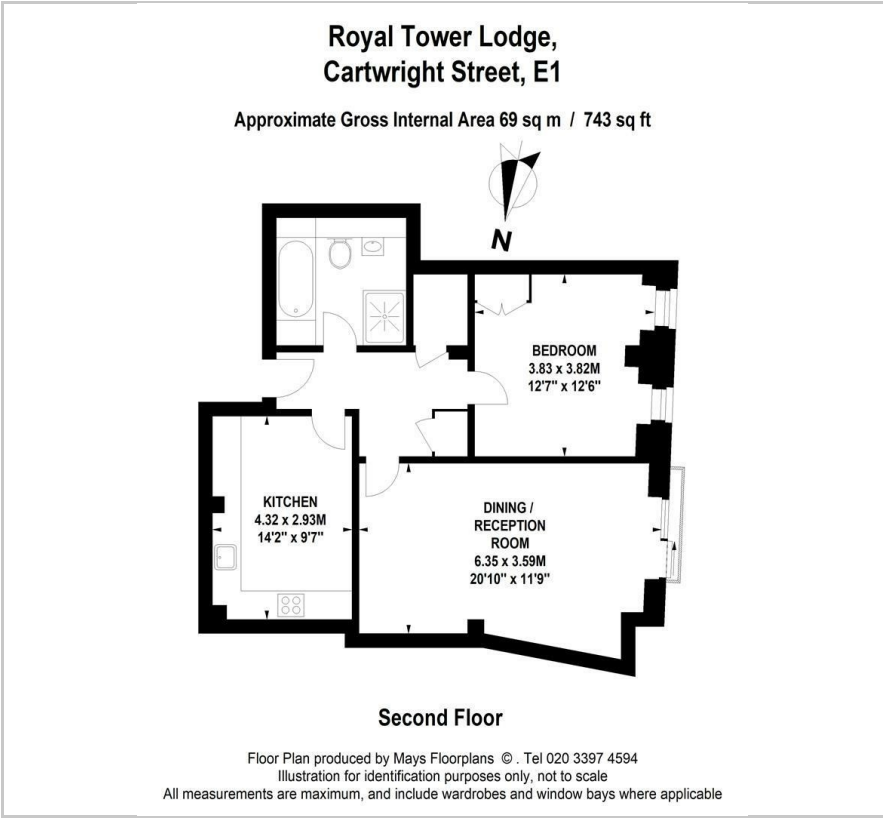 Royal Tower Lodge,
Cartwright Street, E1
Approximate Gross Internal Area 69 sq m / 743 sq ft
N
BEDROOM
3.83 x 3.82M
12'7" x 12'6"
KITCHEN
4.32 x 2.93M
14'2" x 9'7"
DINING /
RECEPTION
ROOM
6.35 x 3.59M
20'10" x 11'9"
Second Floor
Floor Plan produced by Mays Floorplans © . Tel 020 3397 4594
Illustration for identification purposes only, not to scale
All measurements are maximum, and include wardrobes and window bays where applicable